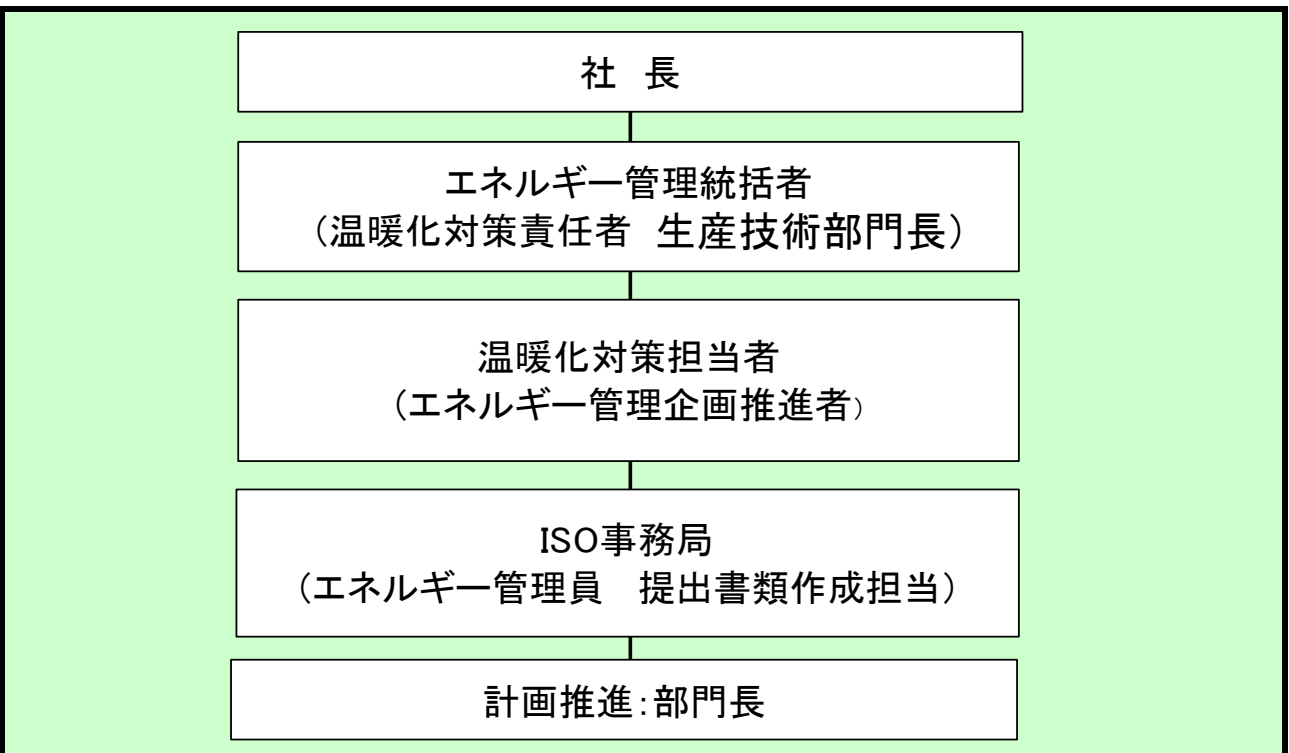 社　長
エネルギー管理統括者
（温暖化対策責任者　生産技術部門長）
温暖化対策担当者
（エネルギー管理企画推進者）
ISO事務局
（エネルギー管理員　提出書類作成担当）
計画推進：部門長